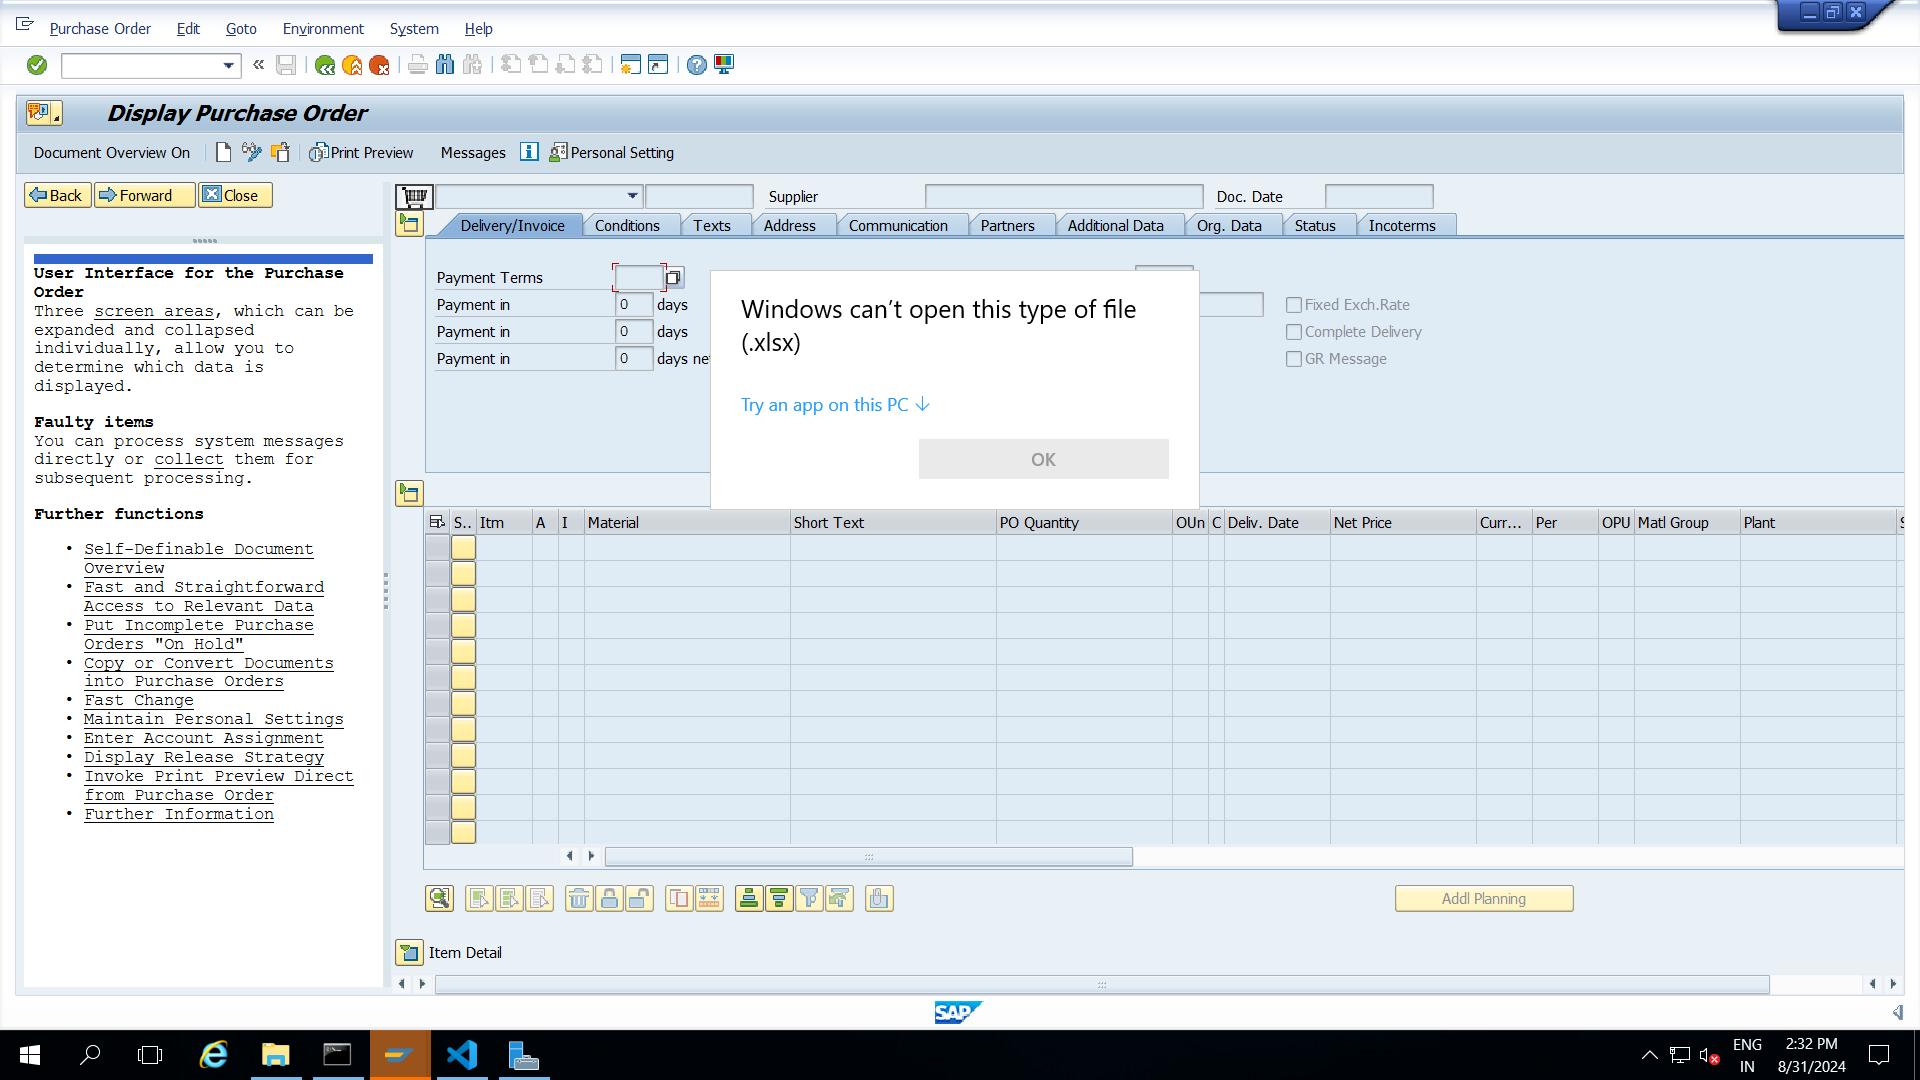 Purchase Order Edit Goto Environment System Help
Display Purchase Order
Document Overview On Print Preview Messages Personal Setting
Back Forward Close
Supplier Doc. Date
Delivery/Invoice Conditions Texts Address Communication Partners Additional Data Org. Data Status Incoterms
User Interface for the Purchase
Order
Three screen areas, which can be
expanded and collapsed
individually, allow you to
determine which data is
displayed.
Faulty items
You can process system messages
directly or collect them for
subsequent processing.
Further functions
• Self-Definable Document
Overview
• Fast and Straightforward
Access to Relevant Data
• Put Incomplete Purchase
Orders "On Hold"
• Copy or Convert Documents
into Purchase Orders
• Fast Change
• Maintain Personal Settings
• Enter Account Assignment
• Display Release Strategy
• Invoke Print Preview Direct
from Purchase Order
• Further Information
Payment Terms
Payment in 0 days
Payment in 0 days
Payment in 0 days
Fixed Exch.Rate
Complete Delivery
GR Message
Windows can't open this type of file
(.xlsx)
Try an app on this PC
OK
S.. Itm A I Material Short Text PO Quantity OUn C Deliv. Date Net Price Curr... Per OPU Matl Group Plant
Addl Planning
Item Detail
SAP
ENG
IN
2:32 PM
8/31/2024